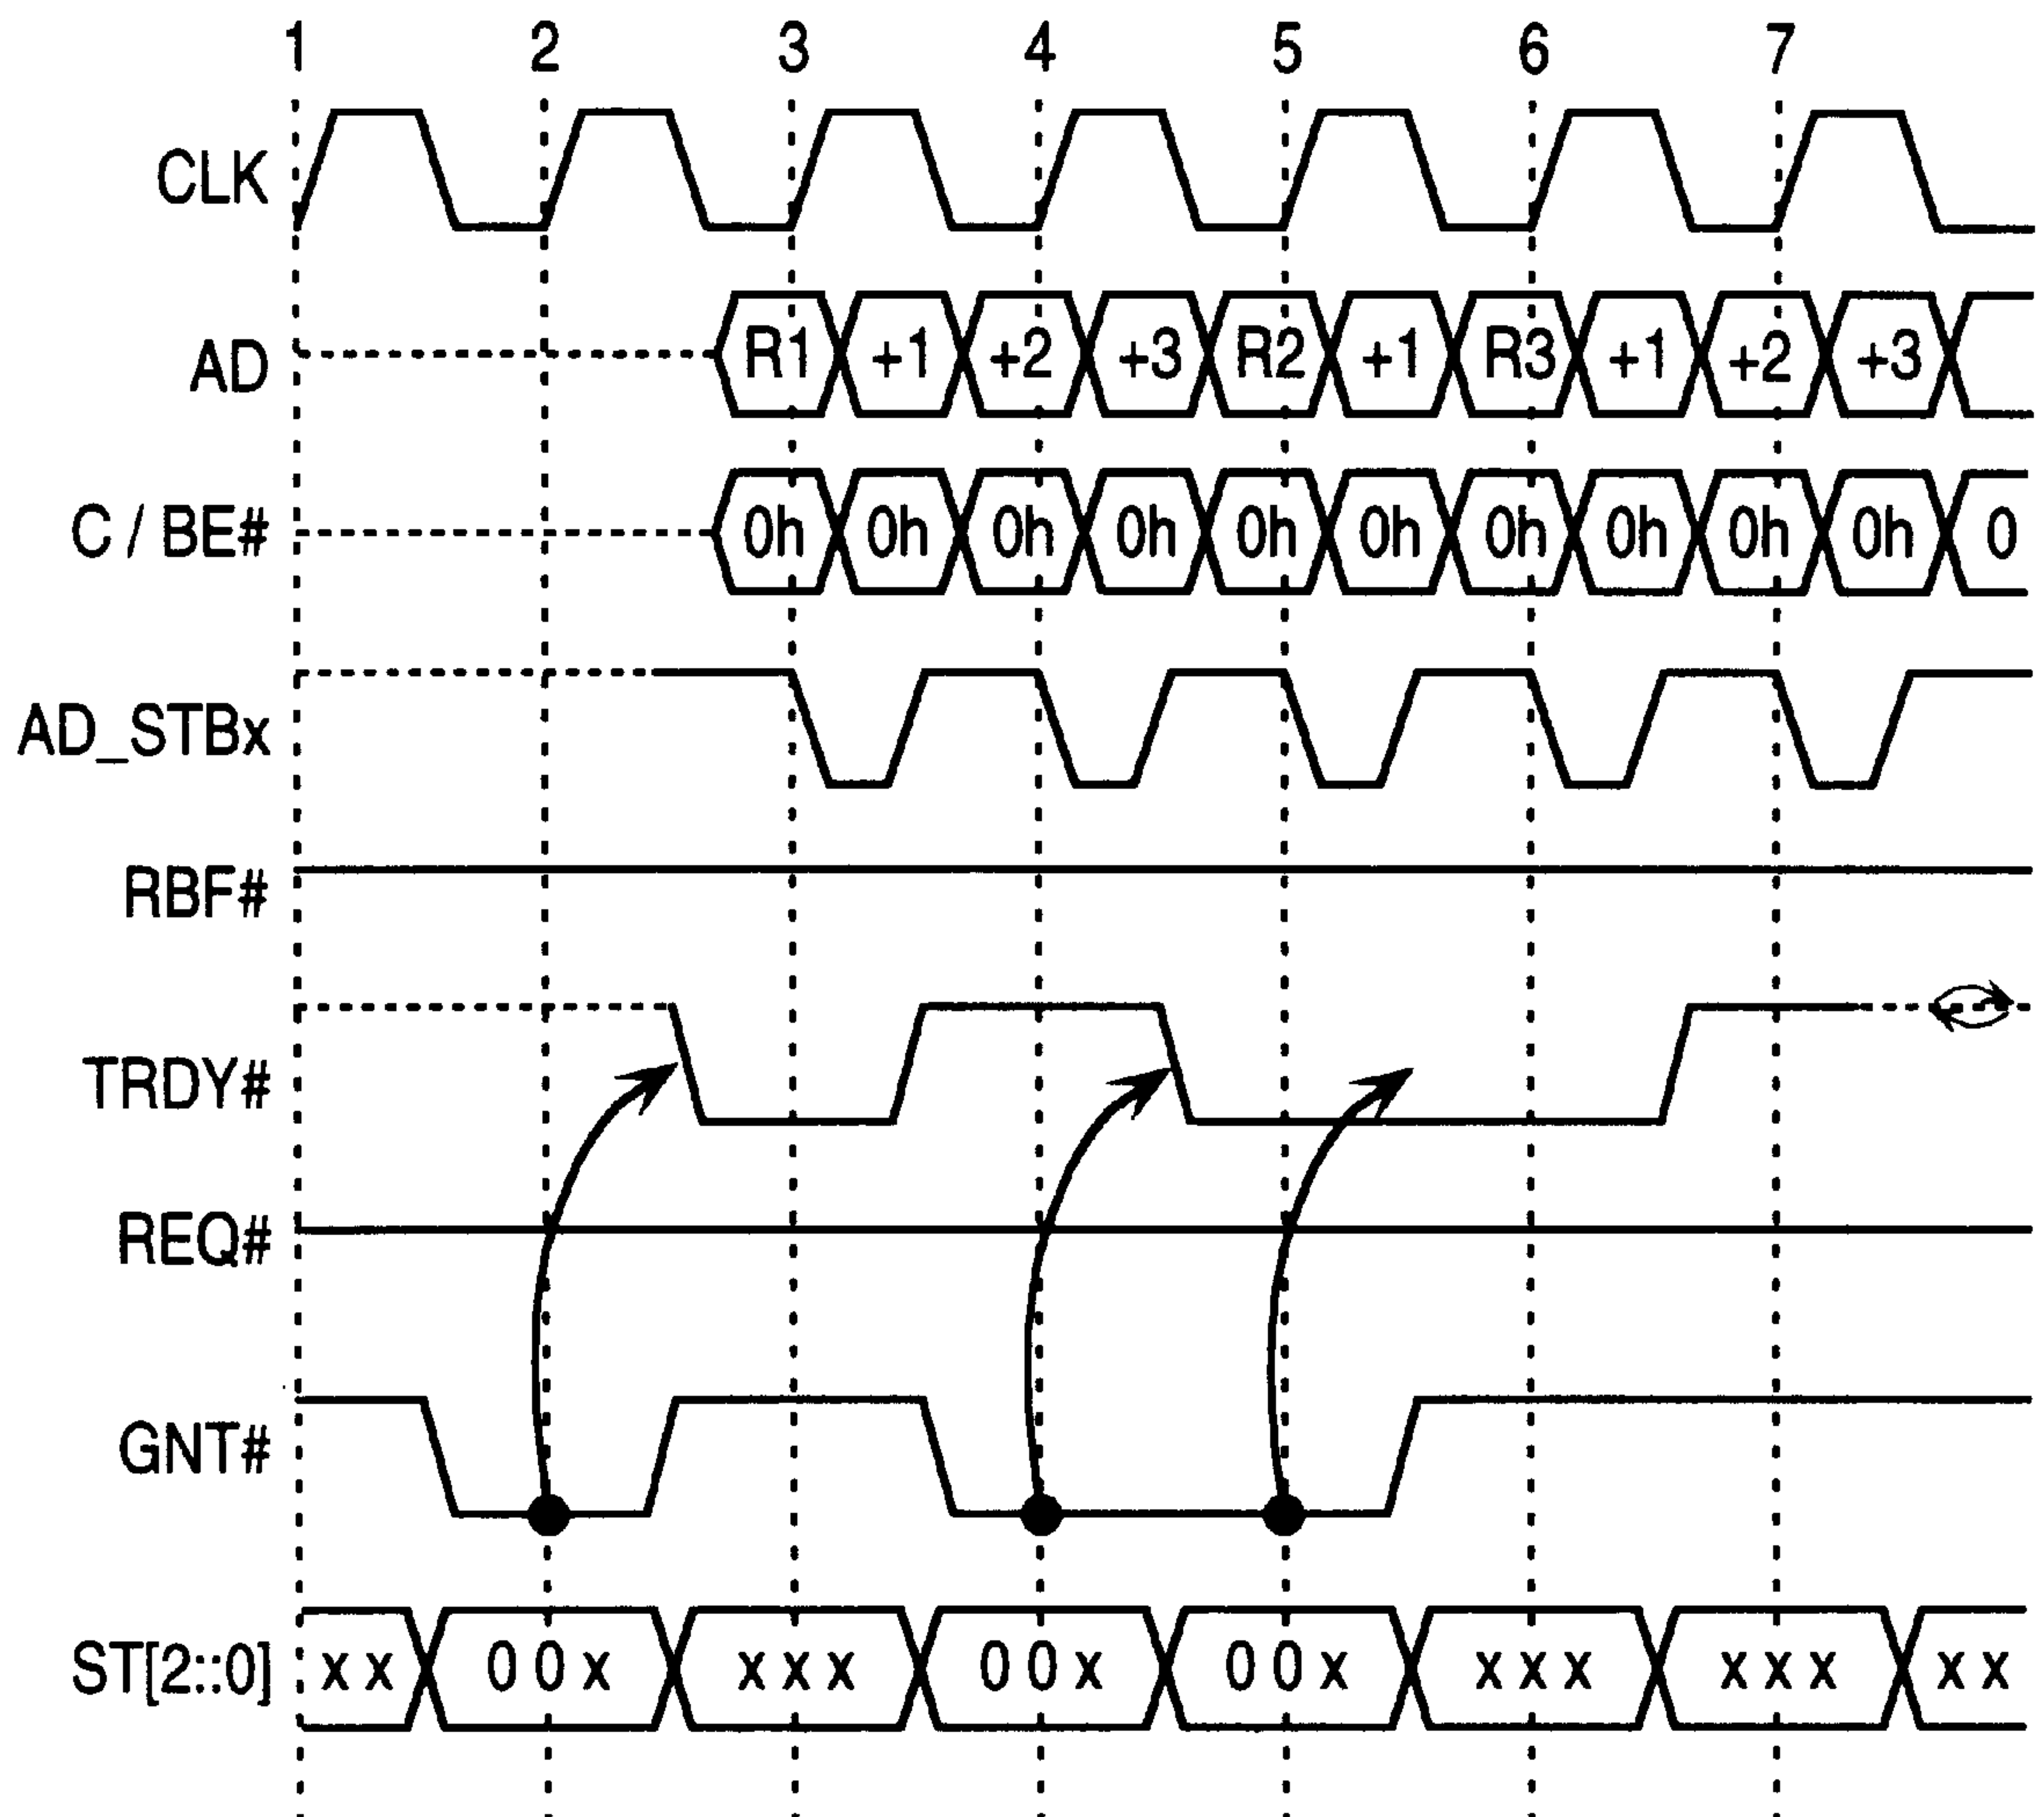 1 2 3 4 5 6 7
CLK
AD R1 +1 +2 +3 R2 +1 R3 +1 +2 +3
C / BE# 0h 0h 0h 0h 0h 0h 0h 0h 0h 0h 0
AD_STBx
RBF#
TRDY#
REQ#
GNT#
ST[2::0] x x 0 0 x x x x 0 0 x 0 0 x x x x x x x x x